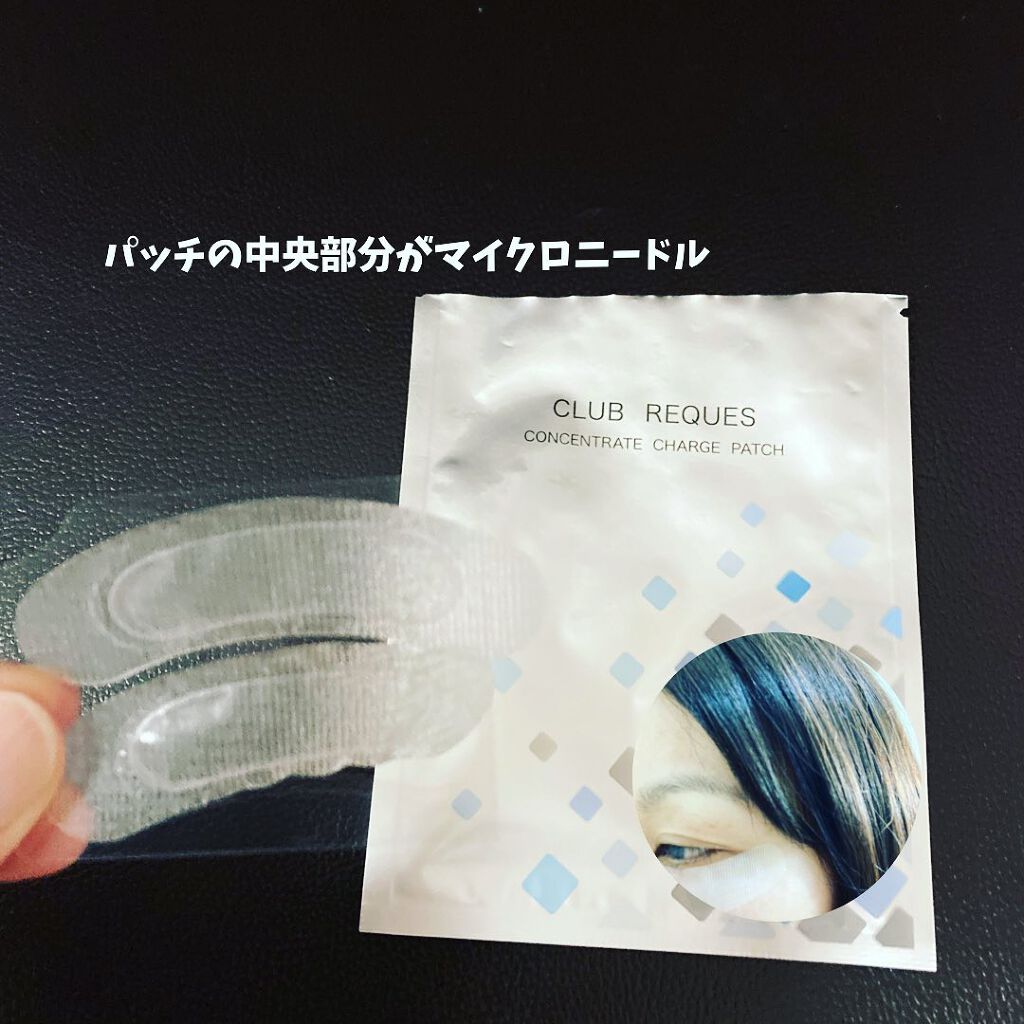 パッチの中央部分がマイクロニードル
CLUB REQUES
CONCENTRATE CHARGE PATCH